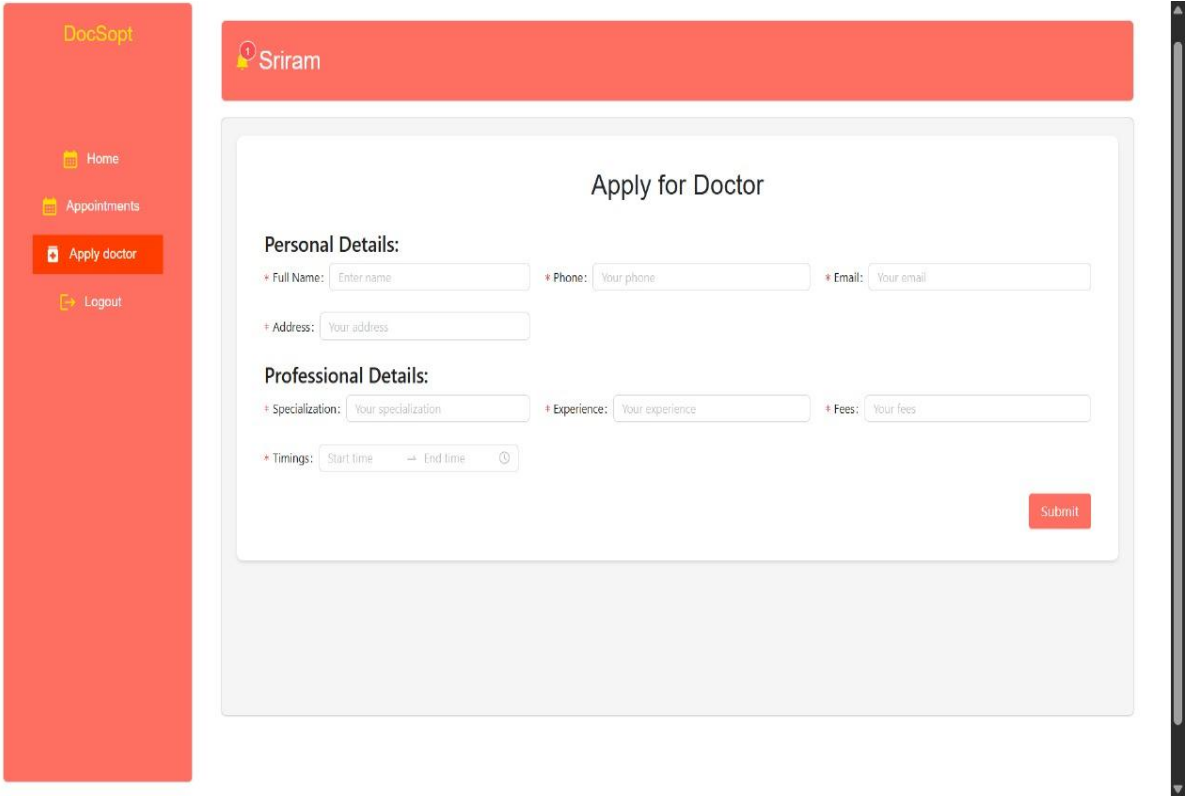 DocSopt
Home
Appointments
Apply doctor
Logout
1
Sriram
Apply for Doctor
Personal Details:
* Full Name: Enter name * Phone: Your phone * Email: Your email
* Address: Your address
Professional Details:
* Specialization: Your specialization * Experience: Your experience * Fees: Your fees
* Timings: Start time → End time
Submit